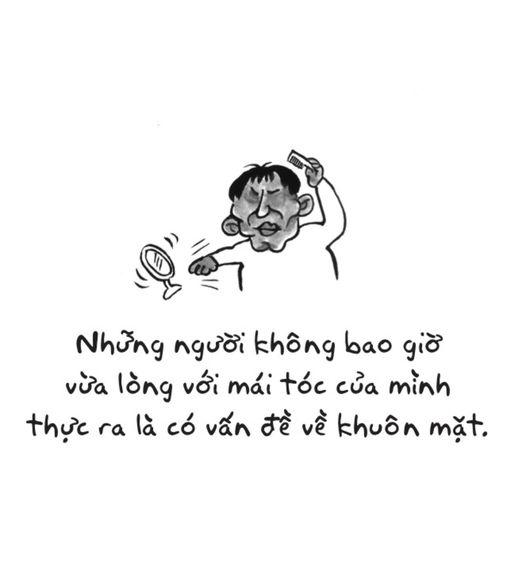 Những người không bao giờ
vừa lòng với mái tóc của mình
thực ra là có vấn đề về khuôn mặt.